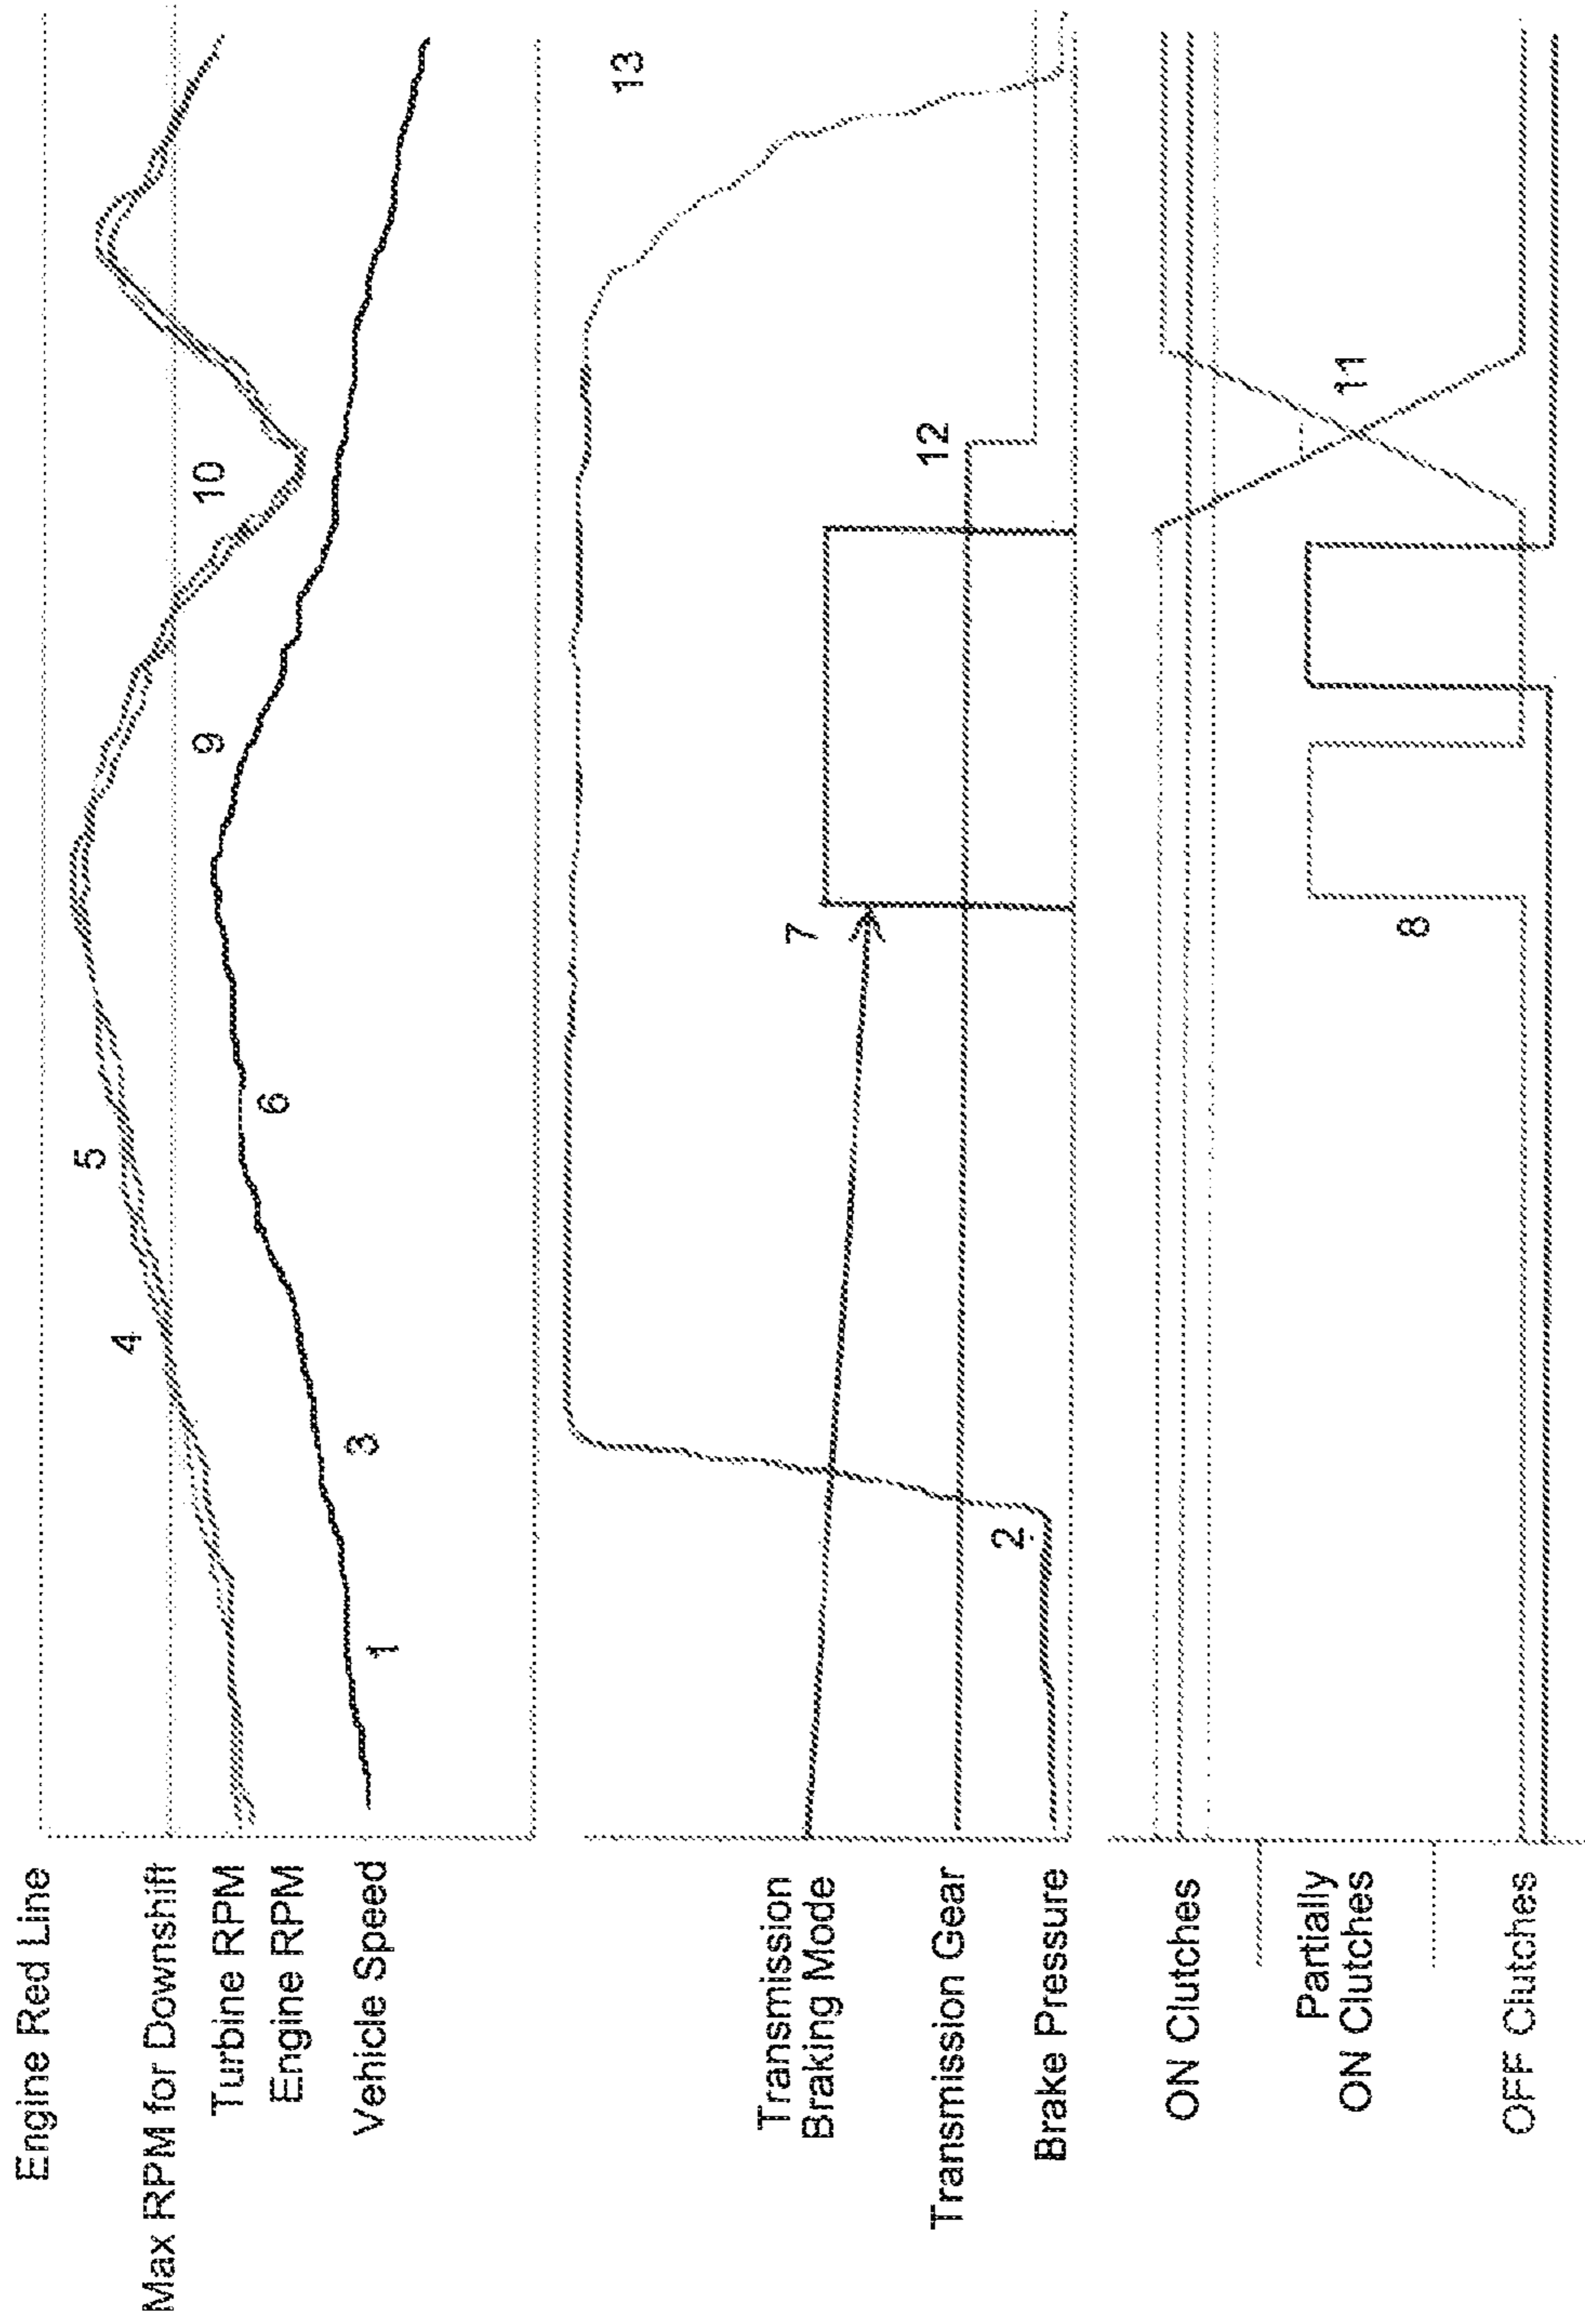 Engine Red Line
Max RPM for Downshift
Turbine RPM
Engine RPM
Vehicle Speed
5
4
10
9
6
3
1
Transmission
Braking Mode
Transmission Gear
Brake Pressure
13
7
12
2
ON Clutches
Partially
ON Clutches
OFF Clutches
11
8